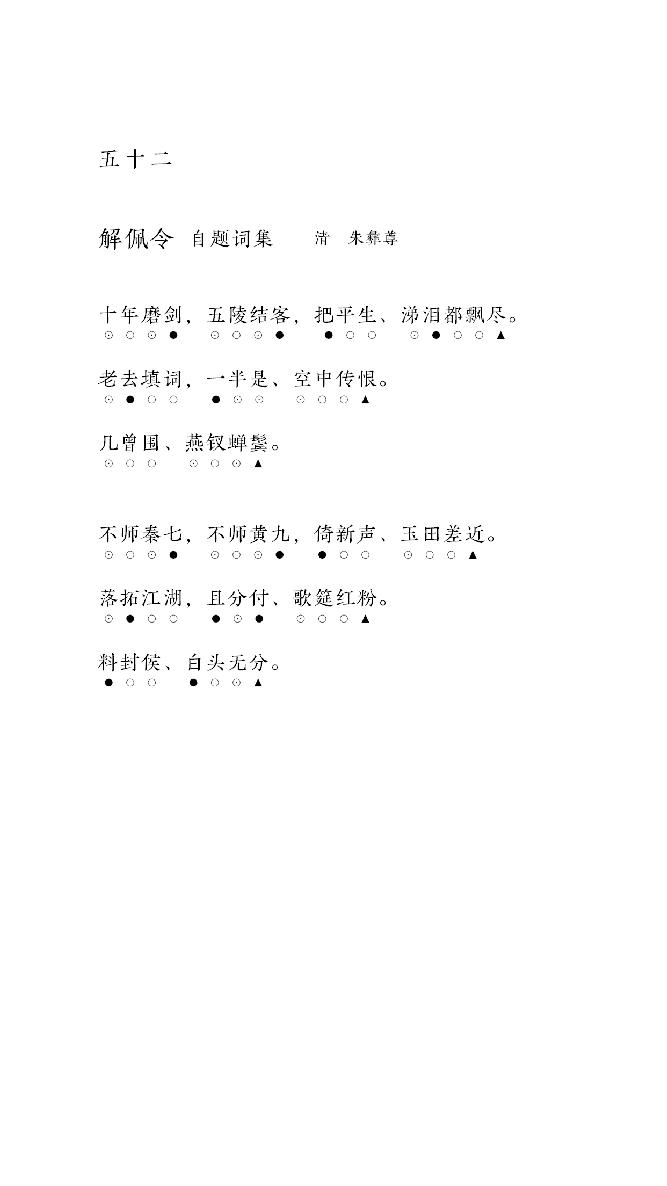 五十二
解佩令 自题词集 清 朱彝尊
十年磨剑，五陵结客，把平生、涕泪都飘尽。
⊙○⊙● ⊙○⊙● ●○○ ⊙●○○▲
老去填词，一半是、空中传恨。
⊙●○○ ●⊙⊙ ⊙○○▲
几曾围、燕钗蝉鬓。
⊙○○ ⊙○⊙▲
不师秦七，不师黄九，倚新声、玉田差近。
⊙○⊙● ⊙○⊙● ●○○ ⊙○○▲
落拓江湖，且分付、歌筵红粉。
⊙●○○ ●⊙● ⊙○○▲
料封侯、白头无分。
●○○ ●○⊙▲